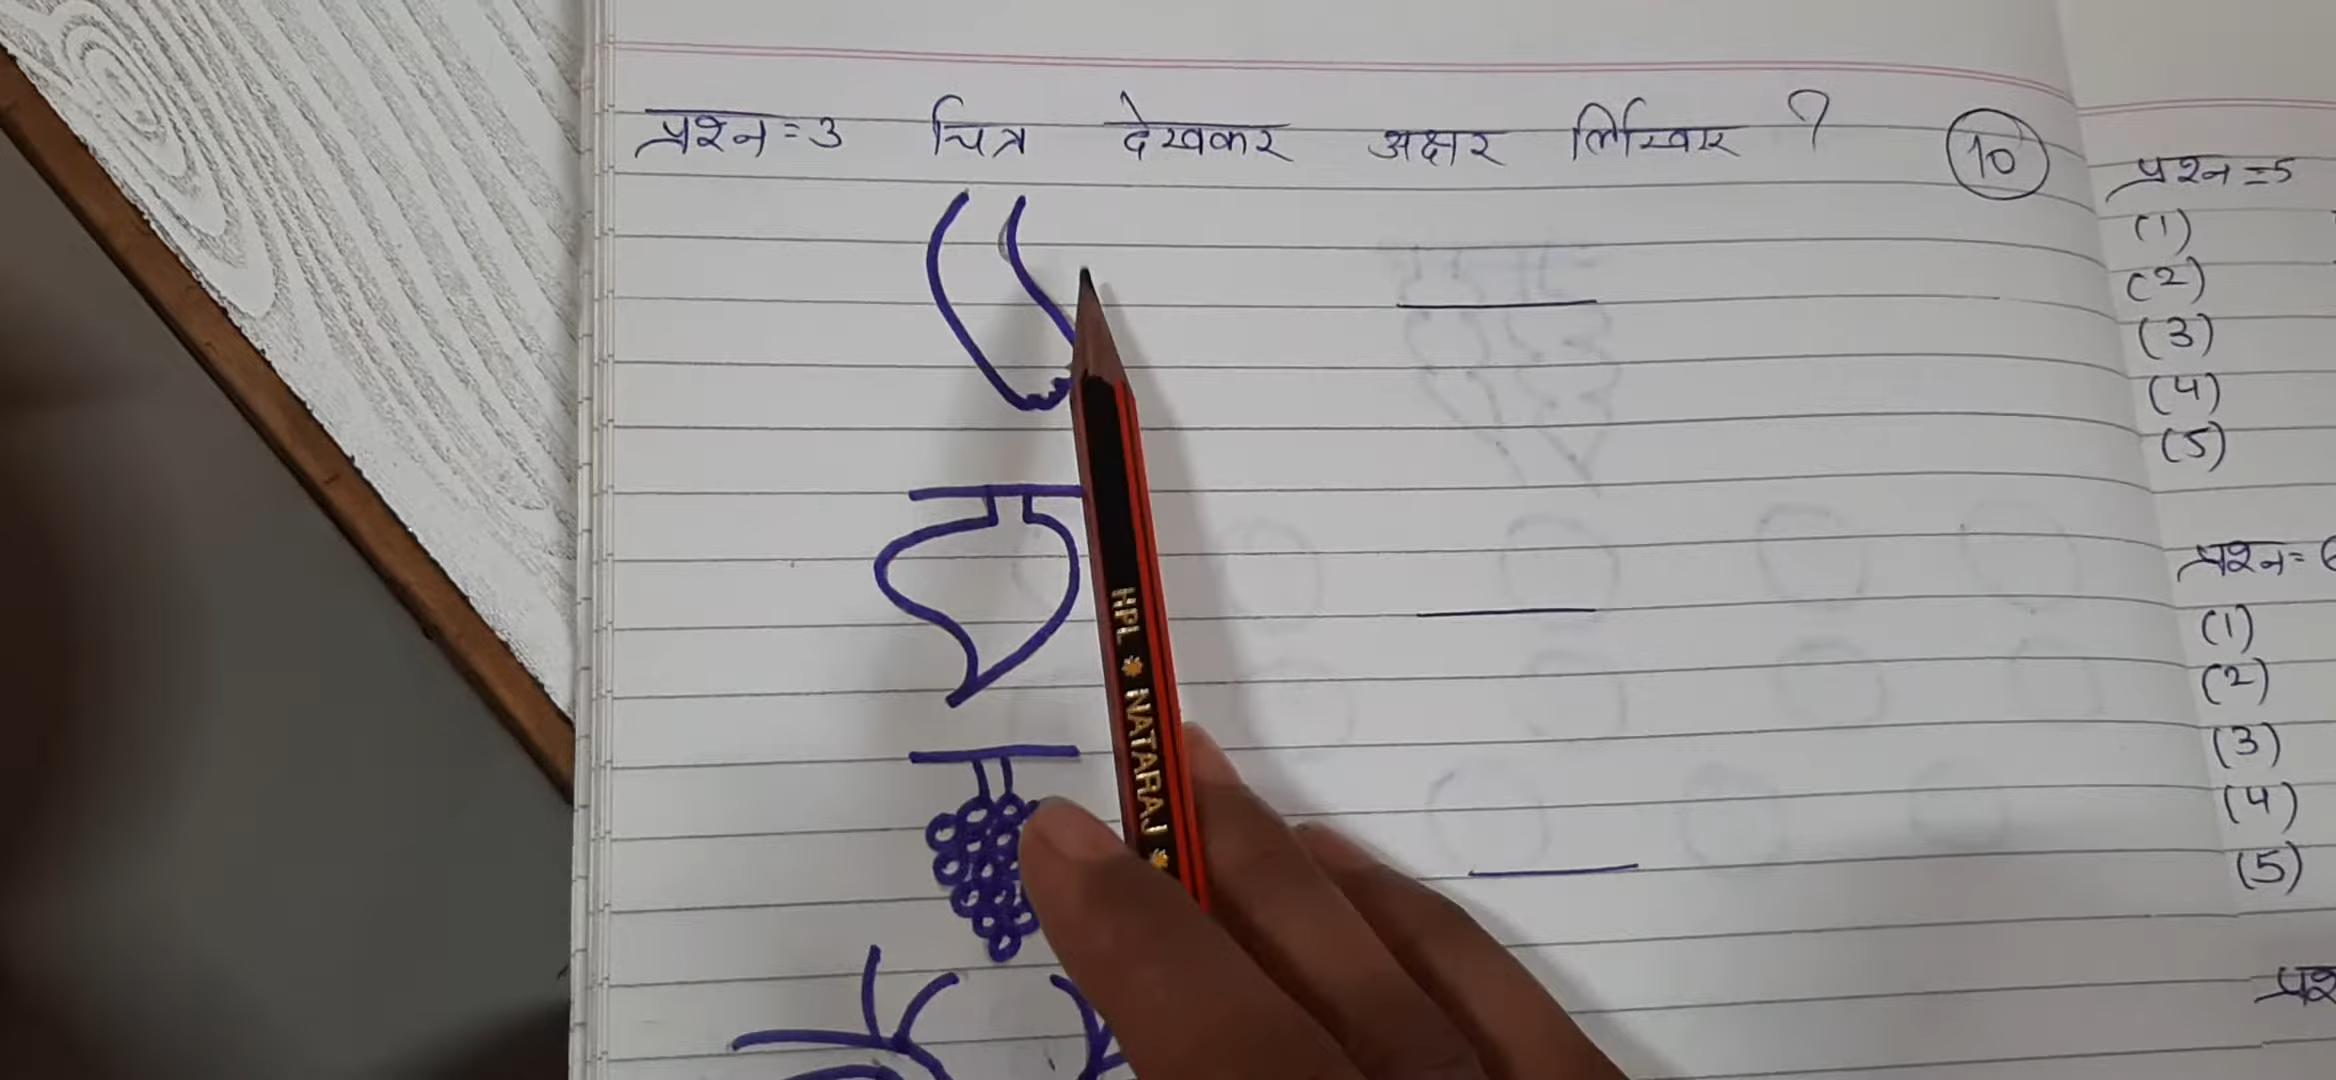 प्रश्न=3 चित्र देखकर अक्षर लिखिए ?
10
HPL * NATARAJ *
प्रश्न=5
(1)
(2)
(3)
(4)
(5)
प्रश्न=
(1)
(2)
(3)
(4)
(5)